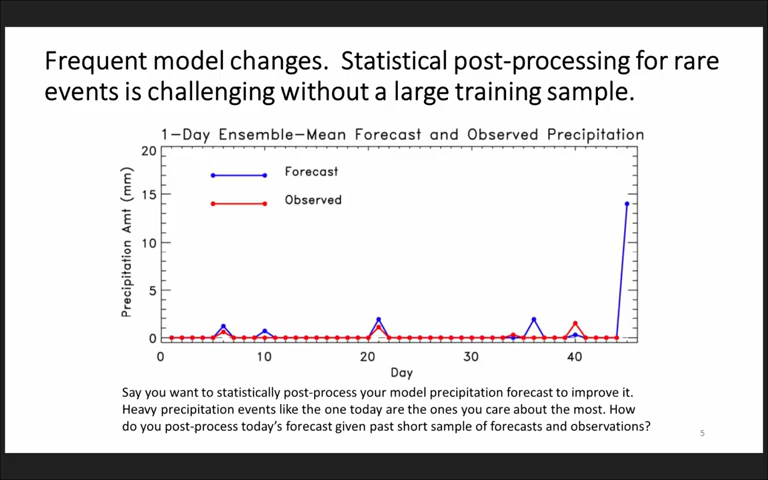 Frequent model changes.  Statistical post-processing for rare
events is challenging without a large training sample.
1-Day Ensemble-Mean Forecast and Observed Precipitation
Precipitation Amt (mm)
20
15
10
5
0
Forecast
Observed
0 10 20 30 40
Day
Say you want to statistically post-process your model precipitation forecast to improve it.
Heavy precipitation events like the one today are the ones you care about the most. How
do you post-process today's forecast given past short sample of forecasts and observations?
5